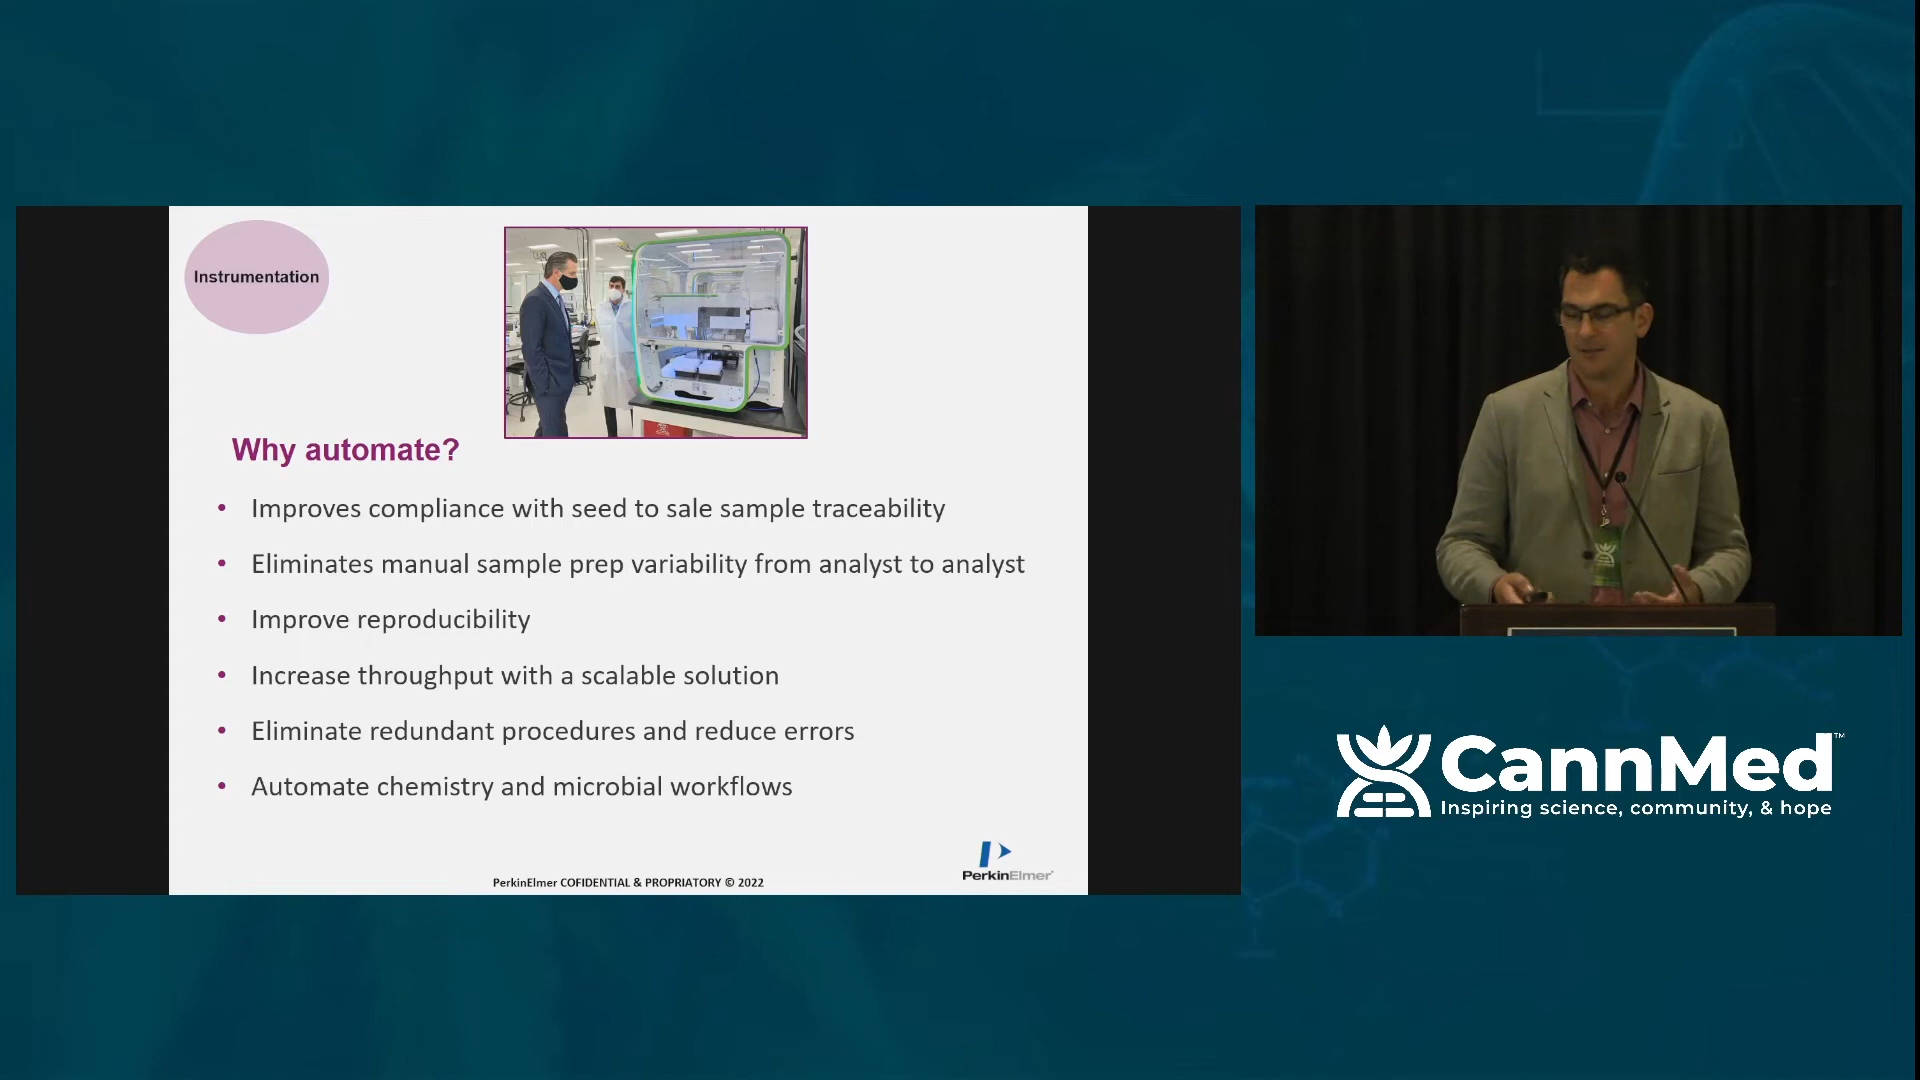 Instrumentation
Why automate?
• Improves compliance with seed to sale sample traceability
• Eliminates manual sample prep variability from analyst to analyst
• Improve reproducibility
• Increase throughput with a scalable solution
• Eliminate redundant procedures and reduce errors
• Automate chemistry and microbial workflows
PerkinElmer COFIDENTIAL & PROPRIATORY © 2022
PerkinElmer
CannMed™
Inspiring science, community, & hope